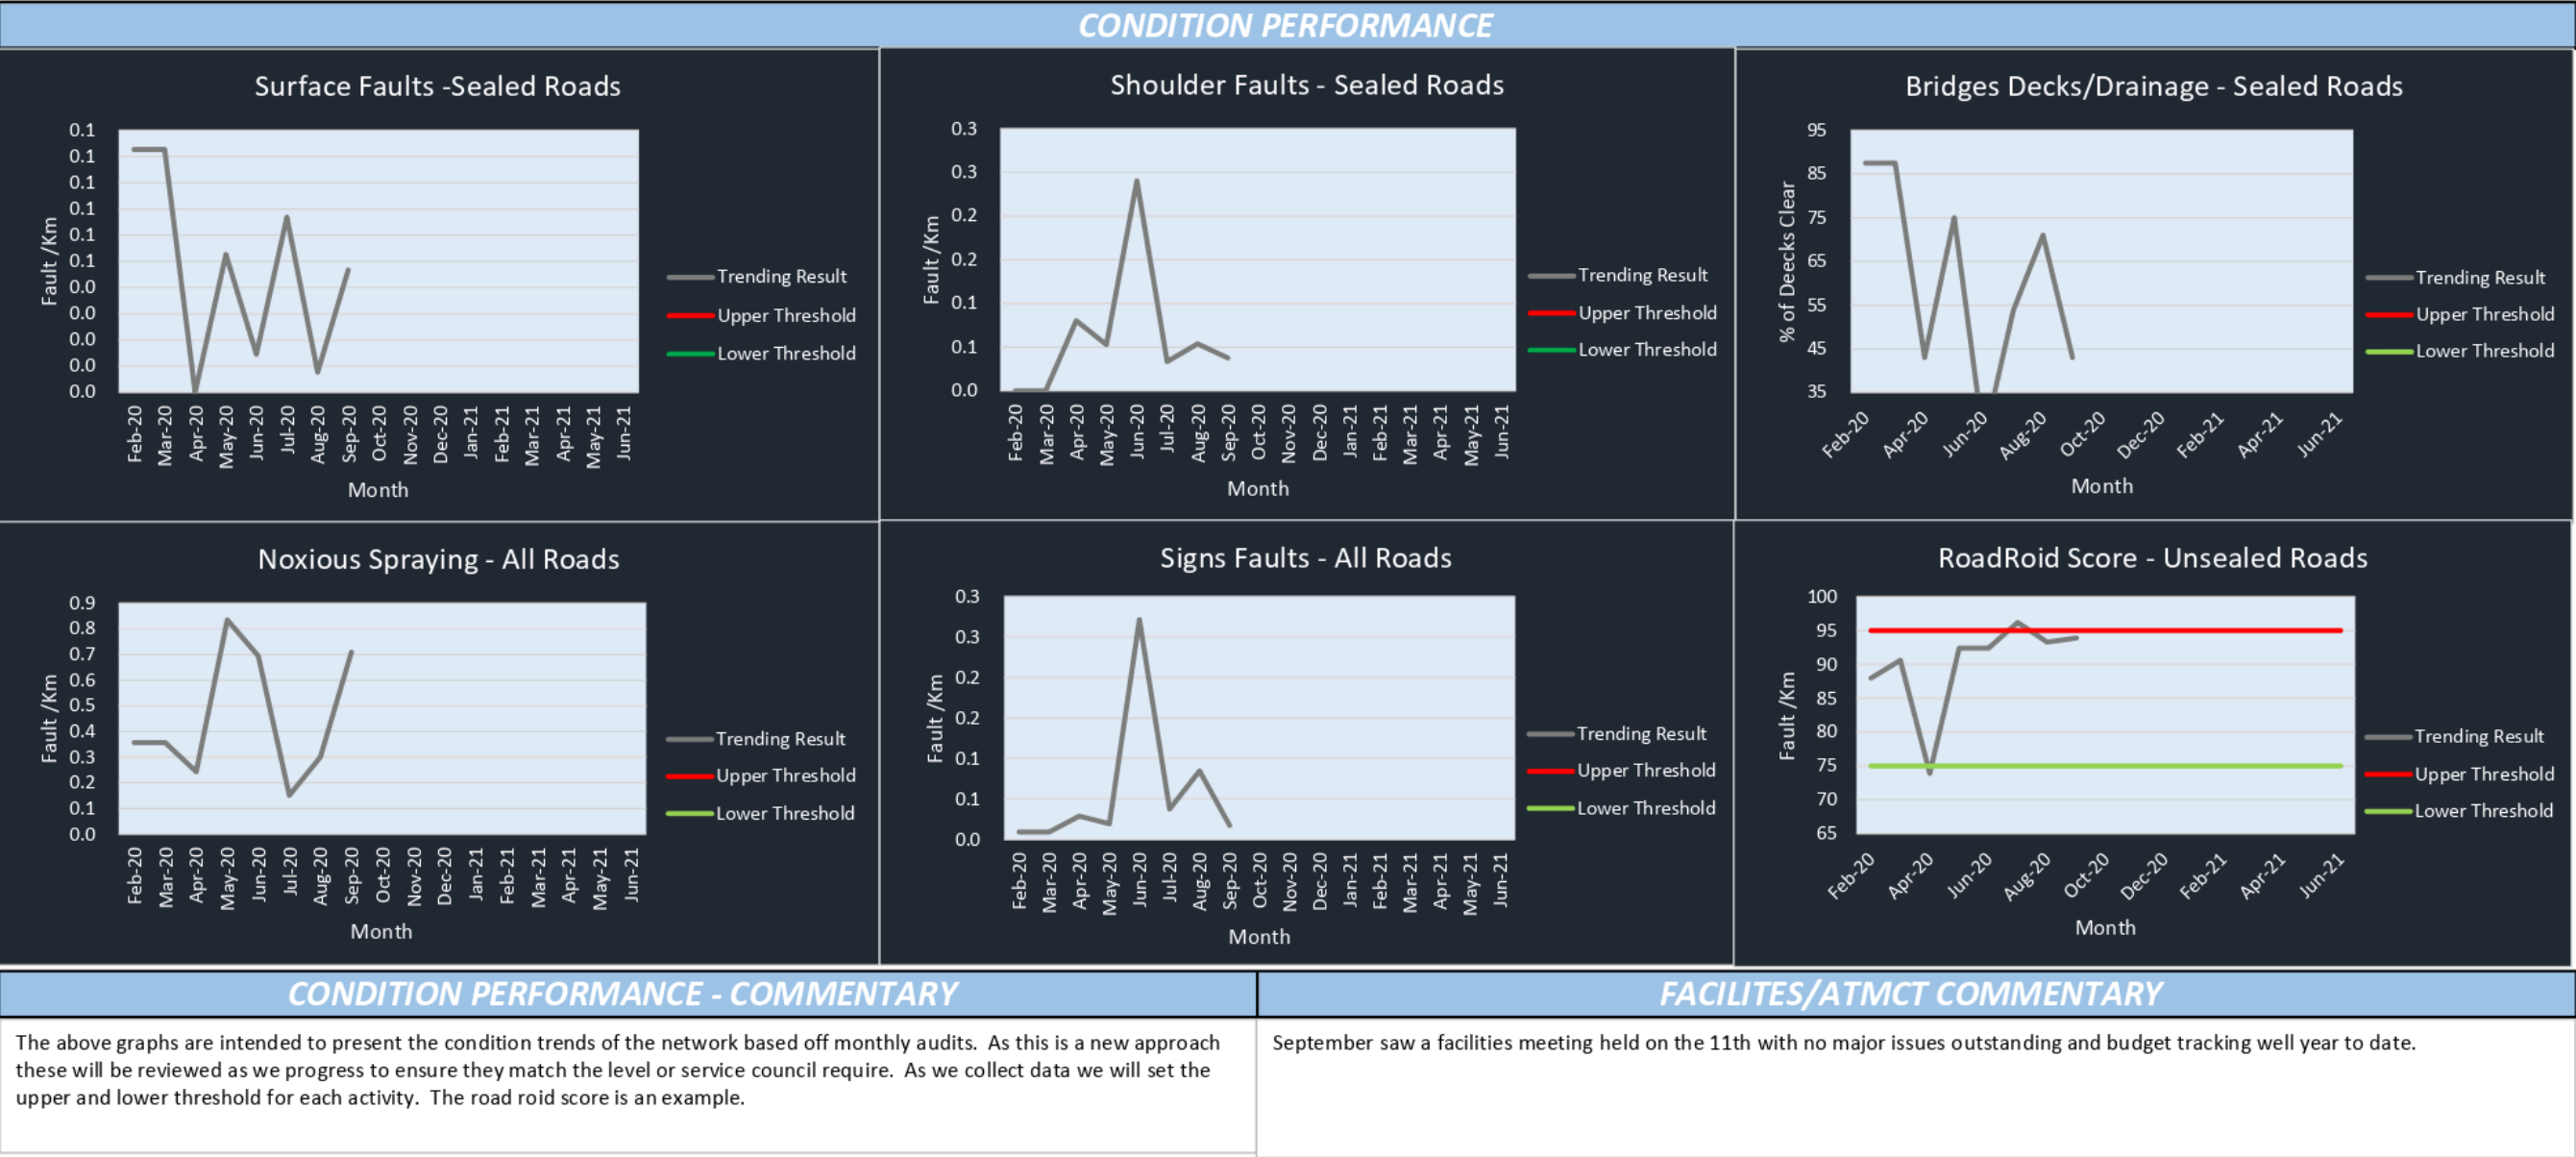 CONDITION PERFORMANCE
Surface Faults -Sealed Roads
0.1
0.1
0.1
0.1
0.1
0.1
0.0
0.0
0.0
0.0
0.0
Fault /Km
Feb-20
Mar-20
Apr-20
May-20
Jun-20
Jul-20
Aug-20
Sep-20
Oct-20
Nov-20
Dec-20
Jan-21
Feb-21
Mar-21
Apr-21
May-21
Jun-21
Month
Trending Result
Upper Threshold
Lower Threshold
Shoulder Faults - Sealed Roads
0.3
0.3
0.2
0.2
0.1
0.1
0.0
Fault /Km
Feb-20
Mar-20
Apr-20
May-20
Jun-20
Jul-20
Aug-20
Sep-20
Oct-20
Nov-20
Dec-20
Jan-21
Feb-21
Mar-21
Apr-21
May-21
Jun-21
Month
Trending Result
Upper Threshold
Lower Threshold
Bridges Decks/Drainage - Sealed Roads
95
85
75
65
55
45
35
% of Deecks Clear
Feb-20
Apr-20
Jun-20
Aug-20
Oct-20
Dec-20
Feb-21
Apr-21
Jun-21
Month
Trending Result
Upper Threshold
Lower Threshold
Noxious Spraying - All Roads
0.9
0.8
0.7
0.6
0.5
0.4
0.3
0.2
0.1
0.0
Fault /Km
Feb-20
Mar-20
Apr-20
May-20
Jun-20
Jul-20
Aug-20
Sep-20
Oct-20
Nov-20
Dec-20
Jan-21
Feb-21
Mar-21
Apr-21
May-21
Jun-21
Month
Trending Result
Upper Threshold
Lower Threshold
Signs Faults - All Roads
0.3
0.3
0.2
0.2
0.1
0.1
0.0
Fault /Km
Feb-20
Mar-20
Apr-20
May-20
Jun-20
Jul-20
Aug-20
Sep-20
Oct-20
Nov-20
Dec-20
Jan-21
Feb-21
Mar-21
Apr-21
May-21
Jun-21
Month
Trending Result
Upper Threshold
Lower Threshold
RoadRoid Score - Unsealed Roads
100
95
90
85
80
75
70
65
Fault /Km
Feb-20
Apr-20
Jun-20
Aug-20
Oct-20
Dec-20
Feb-21
Apr-21
Jun-21
Month
Trending Result
Upper Threshold
Lower Threshold
CONDITION PERFORMANCE - COMMENTARY
The above graphs are intended to present the condition trends of the network based off monthly audits.  As this is a new approach
these will be reviewed as we progress to ensure they match the level or service council require.  As we collect data we will set the
upper and lower threshold for each activity.  The road roid score is an example.
FACILITES/ATMCT COMMENTARY
September saw a facilities meeting held on the 11th with no major issues outstanding and budget tracking well year to date.